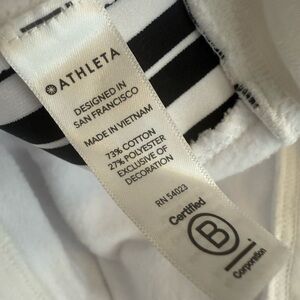 ATHLETA
DESIGNED IN
SAN FRANCISCO
MADE IN VIETNAM
73% COTTON
27% POLYESTER
EXCLUSIVE OF
DECORATION
RN 54023
Certified
B
Corporation